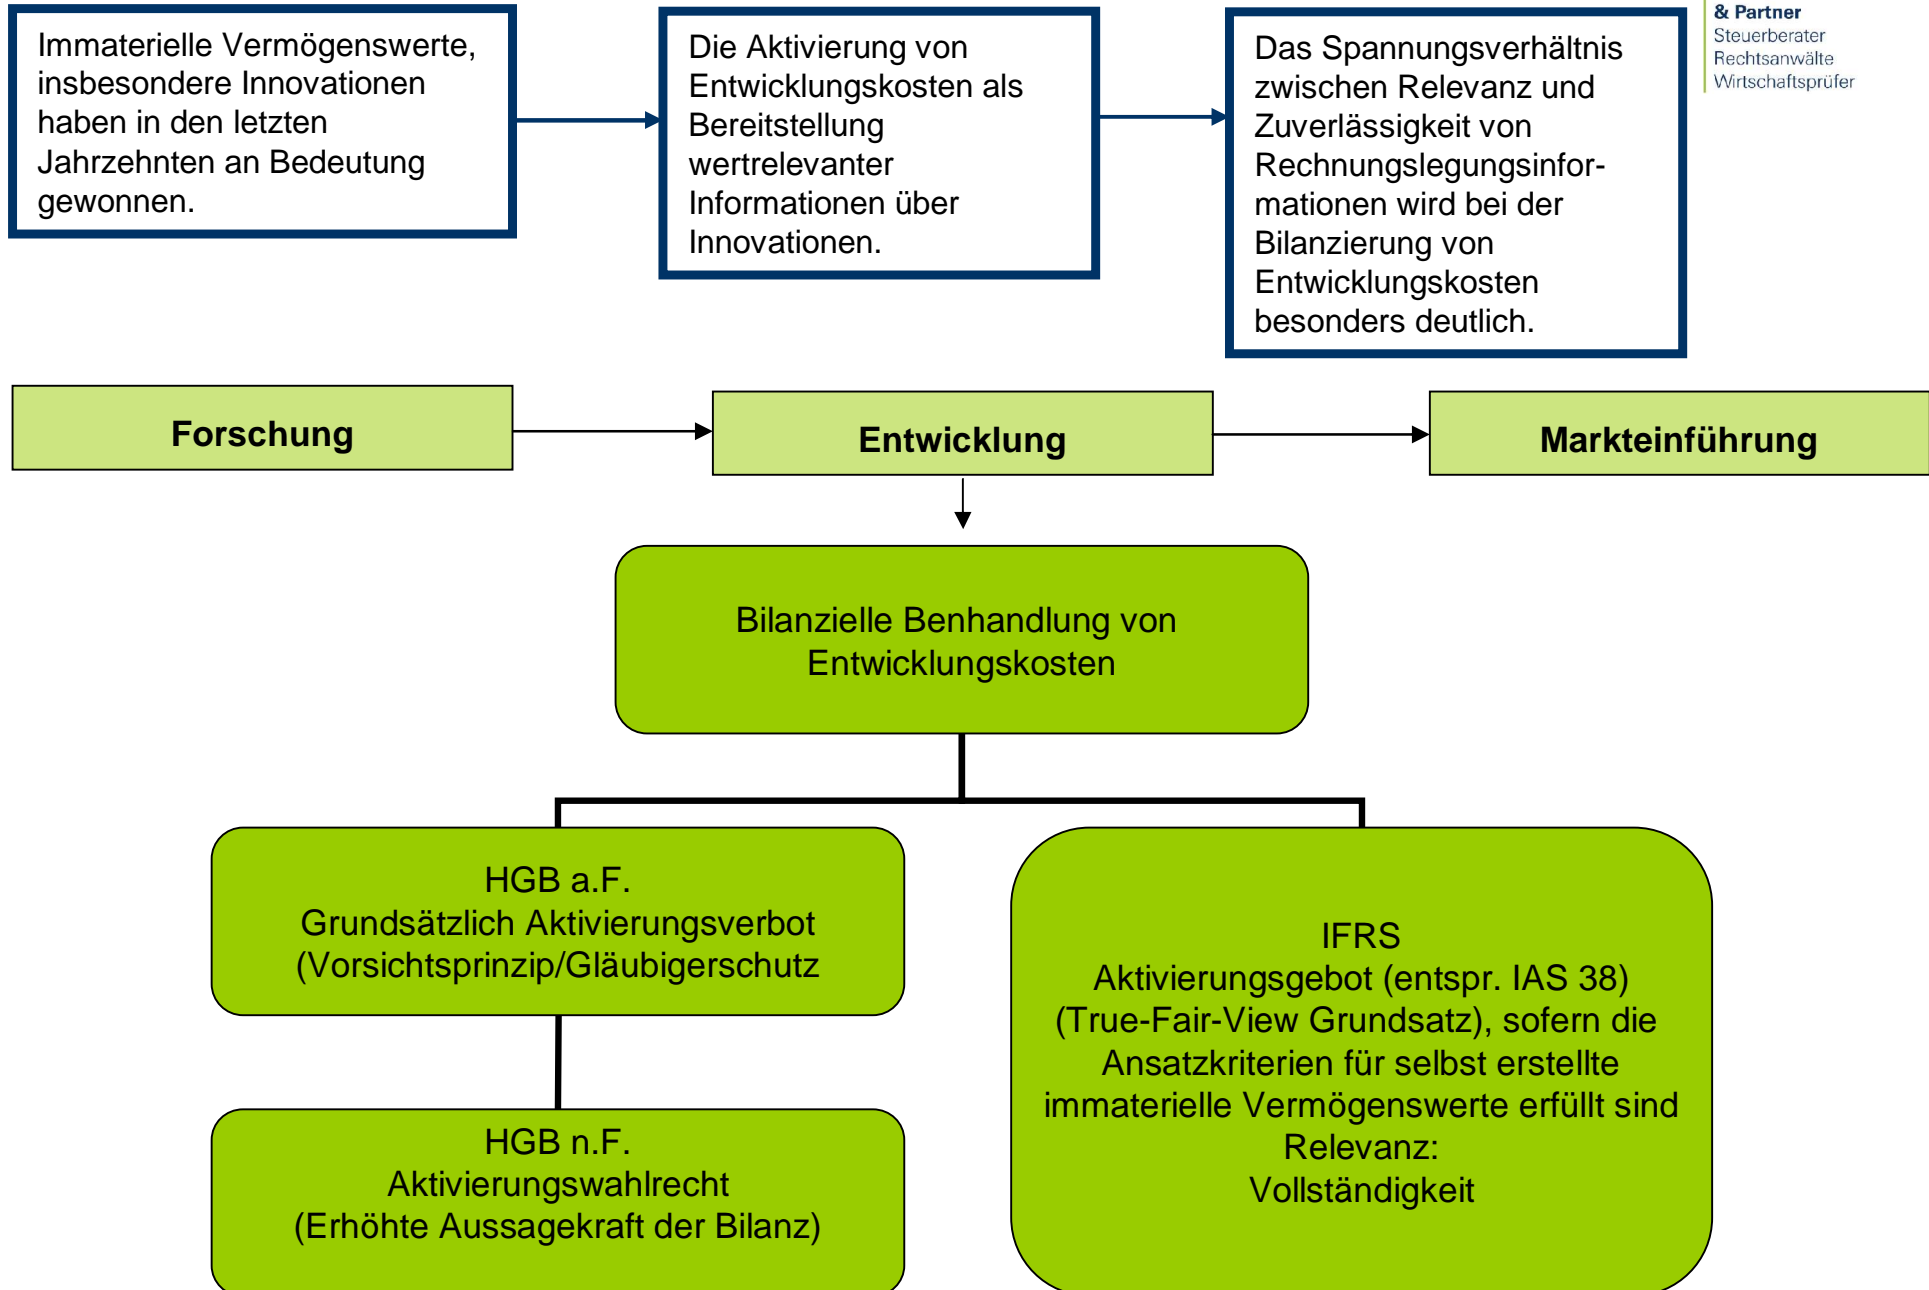 Immaterielle Vermögenswerte,
insbesondere Innovationen
haben in den letzten
Jahrzehnten an Bedeutung
gewonnen.
Die Aktivierung von
Entwicklungskosten als
Bereitstellung
wertrelevanter
Informationen über
Innovationen.
Das Spannungsverhältnis
zwischen Relevanz und
Zuverlässigkeit von
Rechnungslegungsinfor-
mationen wird bei der
Bilanzierung von
Entwicklungskosten
besonders deutlich.
& Partner
Steuerberater
Rechtsanwälte
Wirtschaftsprüfer
Forschung
Entwicklung
Markteinführung
Bilanzielle Benhandlung von
Entwicklungskosten
HGB a.F.
Grundsätzlich Aktivierungsverbot
(Vorsichtsprinzip/Gläubigerschutz
HGB n.F.
Aktivierungswahlrecht
(Erhöhte Aussagekraft der Bilanz)
IFRS
Aktivierungsgebot (entspr. IAS 38)
(True-Fair-View Grundsatz), sofern die
Ansatzkriterien für selbst erstellte
immaterielle Vermögenswerte erfüllt sind
Relevanz:
Vollständigkeit